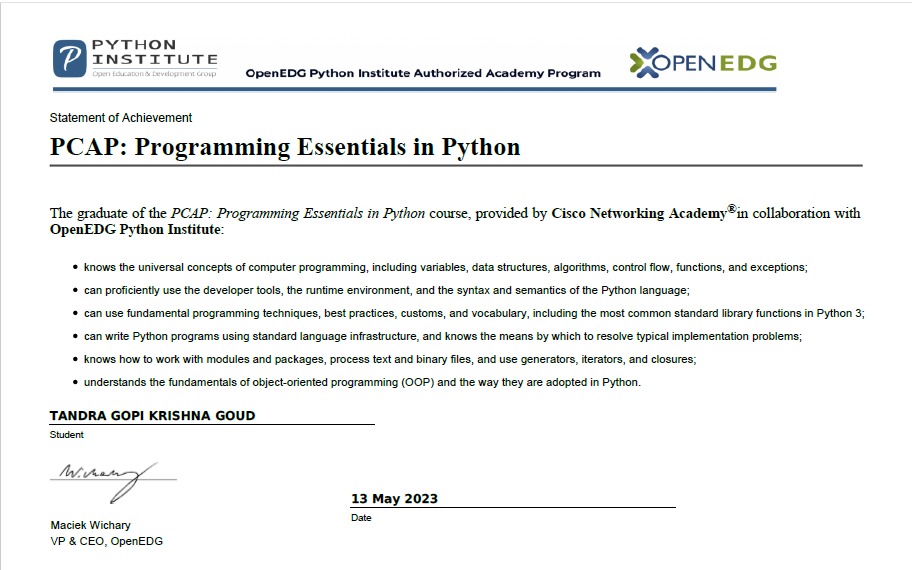 PYTHON
INSTITUTE
Open Education & Development Group
OpenEDG Python Institute Authorized Academy Program
OPENEDG
Statement of Achievement
PCAP: Programming Essentials in Python
The graduate of the PCAP: Programming Essentials in Python course, provided by Cisco Networking Academy®in collaboration with
OpenEDG Python Institute:
• knows the universal concepts of computer programming, including variables, data structures, algorithms, control flow, functions, and exceptions;
• can proficiently use the developer tools, the runtime environment, and the syntax and semantics of the Python language;
• can use fundamental programming techniques, best practices, customs, and vocabulary, including the most common standard library functions in Python 3;
• can write Python programs using standard language infrastructure, and knows the means by which to resolve typical implementation problems;
• knows how to work with modules and packages, process text and binary files, and use generators, iterators, and closures;
• understands the fundamentals of object-oriented programming (OOP) and the way they are adopted in Python.
TANDRA GOPI KRISHNA GOUD
Student
13 May 2023
Date
Maciek Wichary
VP & CEO, OpenEDG